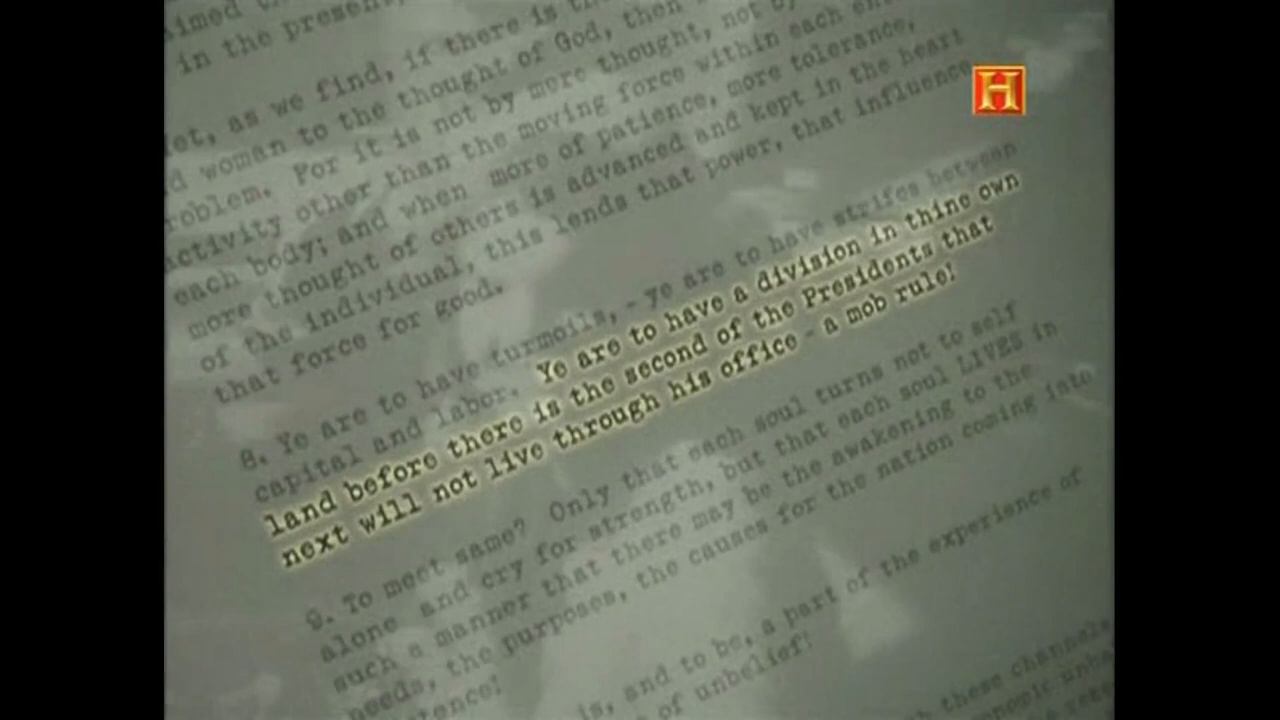 in the present,
as we find, if there is
woman to the thought of God, then
For it is not by mere thought, not by
activity other than the moving force within each
each body; and when more of patience, more tolerance,
more thought of others is advanced and kept in the heart
of the individual, this lends that power, that influence
that force for good.
H
8. Ye are to have turmoils, - ye are to have strifes between
capital and labor. Ye are to have a division in thine own
land before there is the second of the Presidents that
next will not live through his office - a mob rule!
9. To meet same? Only that each soul turns not to self
alone and cry for strength, but that each soul LIVES in
such a manner that there may be the awakening to the
needs, the purposes, the causes for the nation coming into
is, and to be, a part of the experience of
of unbelief!
these channels